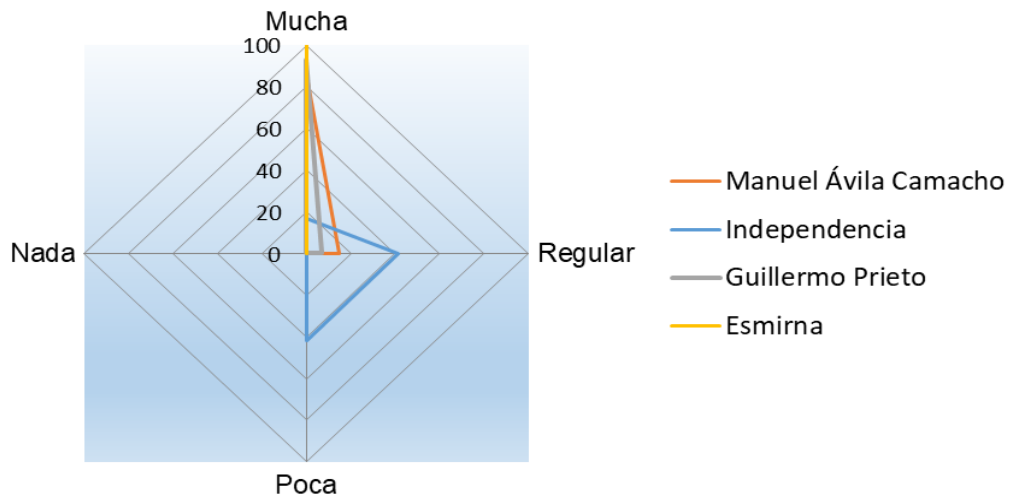 Mucha
100
80
60
40
20
0
Nada
Regular
Poca
Manuel Ávila Camacho
Independencia
Guillermo Prieto
Esmirna